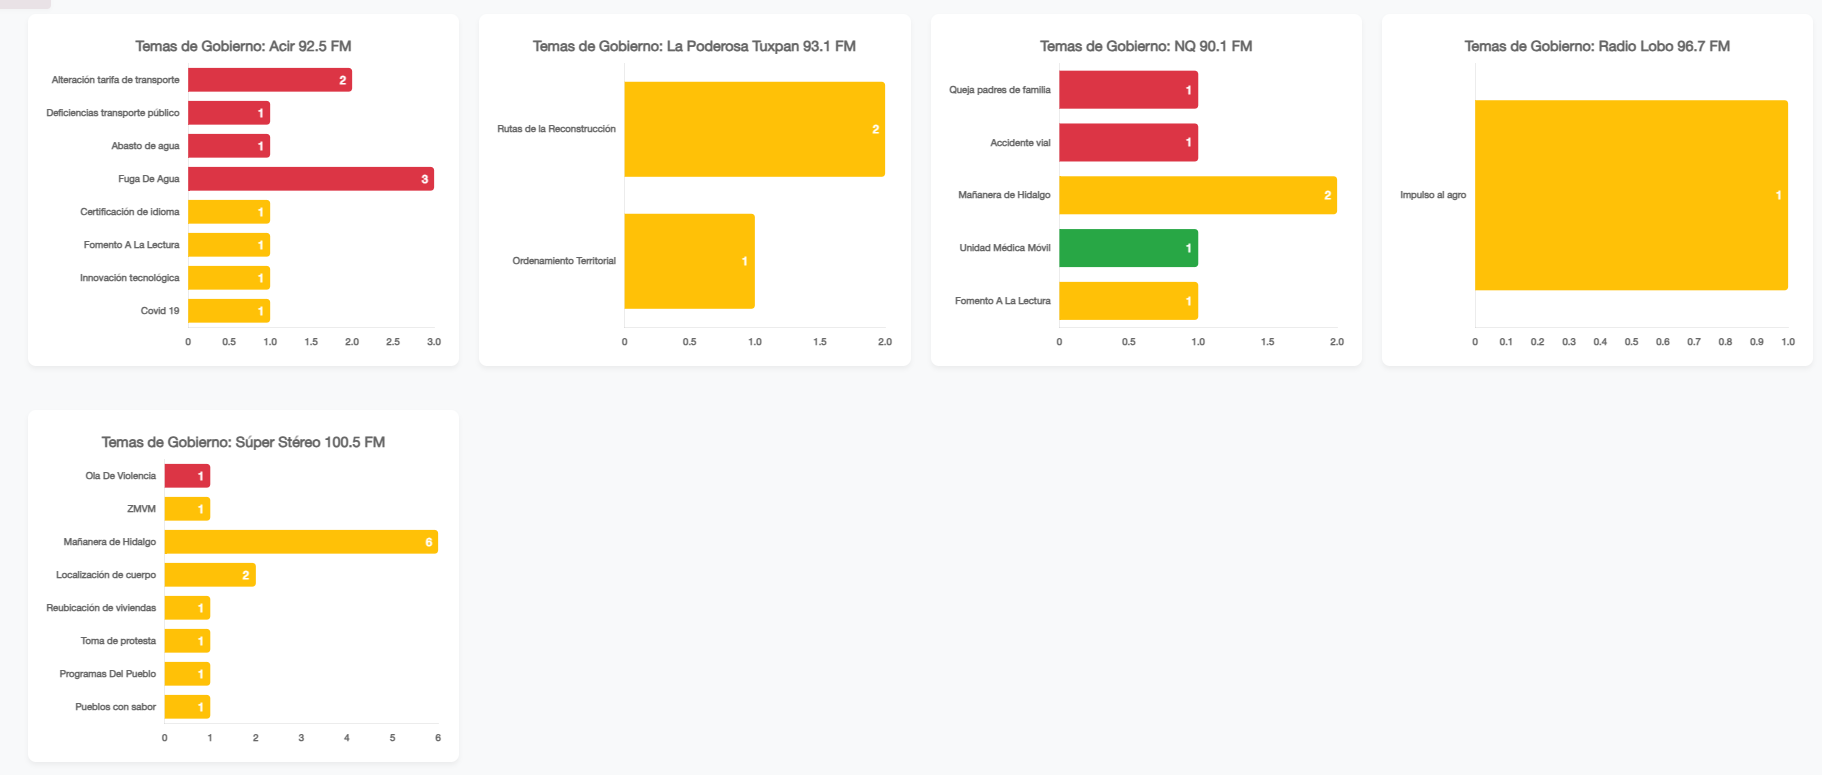 Temas de Gobierno: Acir 92.5 FM
Alteración tarifa de transporte 2
Deficiencias transporte público 1
Abasto de agua 1
Fuga De Agua 3
Certificación de idioma 1
Fomento A La Lectura 1
Innovación tecnológica 1
Covid 19 1
0 0.5 1.0 1.5 2.0 2.5 3.0
Temas de Gobierno: La Poderosa Tuxpan 93.1 FM
Rutas de la Reconstrucción 2
Ordenamiento Territorial 1
0 0.5 1.0 1.5 2.0
Temas de Gobierno: NQ 90.1 FM
Queja padres de familia 1
Accidente vial 1
Mañanera de Hidalgo 2
Unidad Médica Móvil 1
Fomento A La Lectura 1
0 0.5 1.0 1.5 2.0
Temas de Gobierno: Radio Lobo 96.7 FM
Impulso al agro 1
0 0.1 0.2 0.3 0.4 0.5 0.6 0.7 0.8 0.9 1.0
Temas de Gobierno: Súper Stéreo 100.5 FM
Ola De Violencia 1
ZMVM 1
Mañanera de Hidalgo 6
Localización de cuerpo 2
Reubicación de viviendas 1
Toma de protesta 1
Programas Del Pueblo 1
Pueblos con sabor 1
0 1 2 3 4 5 6